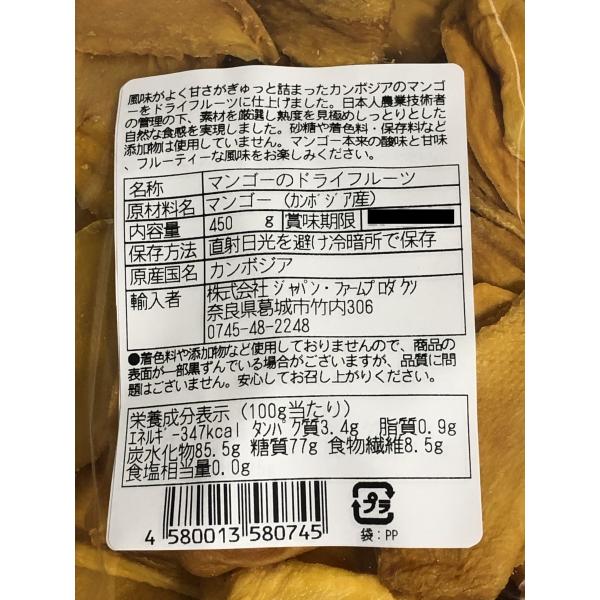 風味がよく甘さがぎゅっと詰まったカンボジアのマンゴ
ーをドライフルーツに仕上げました。日本人農業技術者
の管理の下、素材を厳選し熟度を見極めしっとりとした
自然な食感を実現しました。砂糖や着色料・保存料など
添加物は使用していません。マンゴー本来の酸味と甘味
、フルーティーな風味をお楽しみください。
名称 マンゴーのドライフルーツ
原材料名 マンゴー（ｶﾝﾎﾞｼﾞｱ産）
内容量 450 g 賞味期限
保存方法 直射日光を避け冷暗所で保存
原産国名 カンボジア
輸入者 株式会社ｼﾞｬﾊﾟﾝ･ﾌｧｰﾑﾌﾟﾛﾀﾞｸﾂ
奈良県葛城市竹内306
0745-48-2248
●着色料や添加物など使用しておりませんので、商品の
表面が一部黒ずんでいる場合がございますが、品質に問
題はございません。安心してお召し上がりください。
栄養成分表示（100g当たり）
ｴﾈﾙｷﾞｰ347kcal ﾀﾝﾊﾟｸ質3.4g 脂質0.9g
炭水化物85.5g 糖質77g 食物繊維8.5g
食塩相当量0.0g
4 580013 580745
プラ
袋：PP